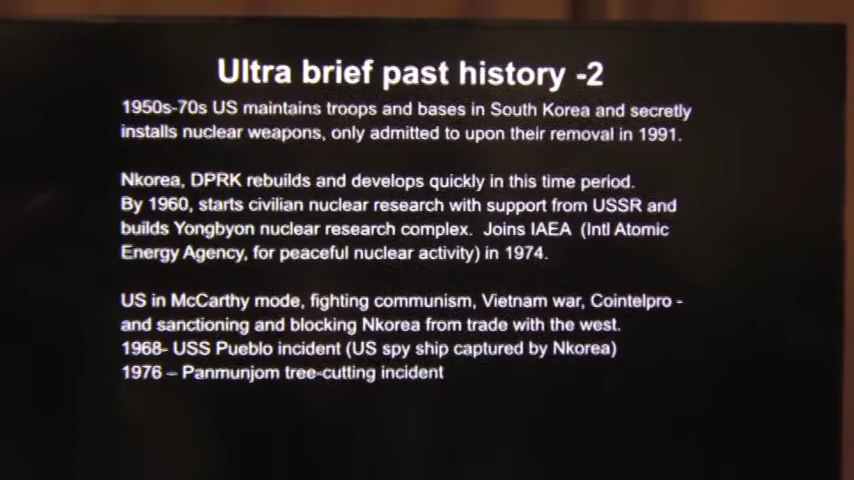 Ultra brief past history -2
1950s-70s US maintains troops and bases in South Korea and secretly
installs nuclear weapons, only admitted to upon their removal in 1991.
Nkorea, DPRK rebuilds and develops quickly in this time period.
By 1960, starts civilian nuclear research with support from USSR and
builds Yongbyon nuclear research complex.  Joins IAEA  (Intl Atomic
Energy Agency, for peaceful nuclear activity) in 1974.
US in McCarthy mode, fighting communism, Vietnam war, Cointelpro -
and sanctioning and blocking Nkorea from trade with the west.
1968- USS Pueblo incident (US spy ship captured by Nkorea)
1976 – Panmunjom tree-cutting incident